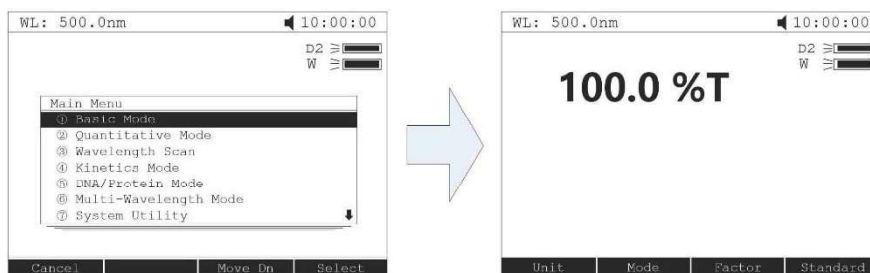 WL: 500.0nm 10:00:00
D2
W
Main Menu
① Basic Mode
② Quantitative Mode
③ Wavelength Scan
④ Kinetics Mode
⑤ DNA/Protein Mode
⑥ Multi-Wavelength Mode
⑦ System Utility
Cancel Move Dn Select
WL: 500.0nm 10:00:00
D2
W
100.0 %T
Unit Mode Factor Standard